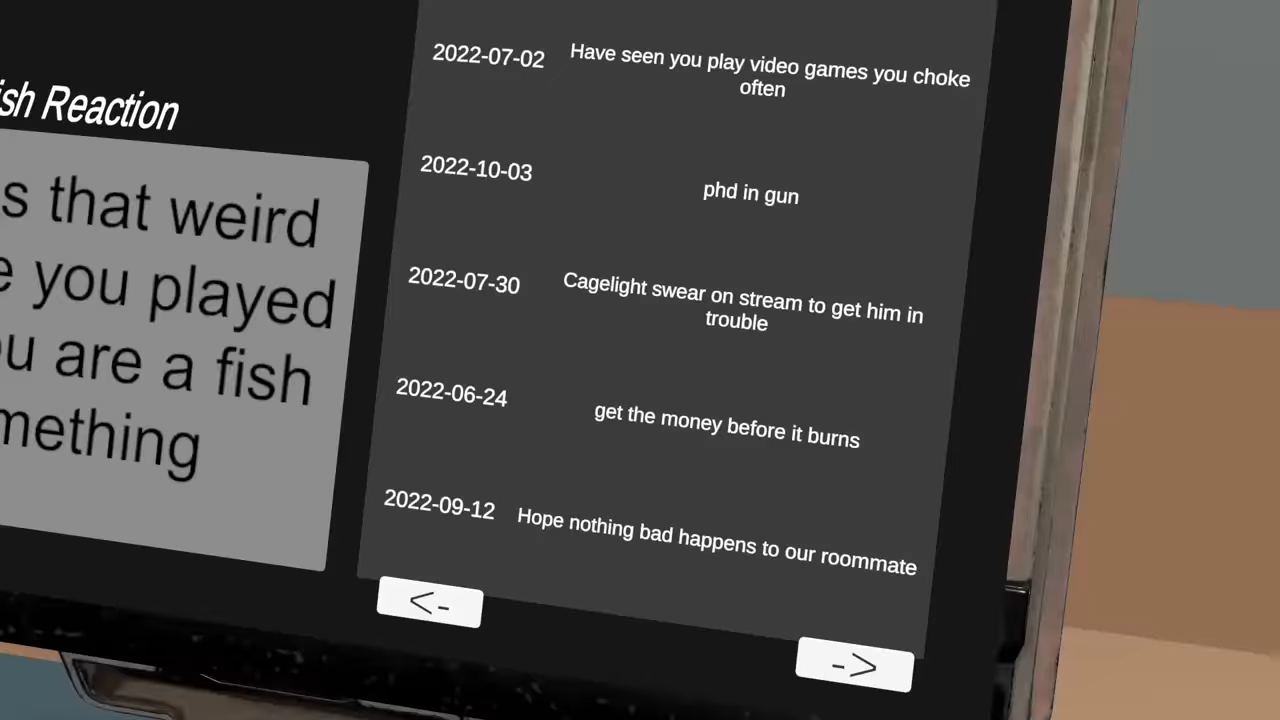 ish Reaction
s that weird
e you played
ou are a fish
mething
2022-07-02
Have seen you play video games you choke
often
2022-10-03
phd in gun
2022-07-30
Cagelight swear on stream to get him in
trouble
2022-06-24
get the money before it burns
2022-09-12
Hope nothing bad happens to our roommate
<-
->